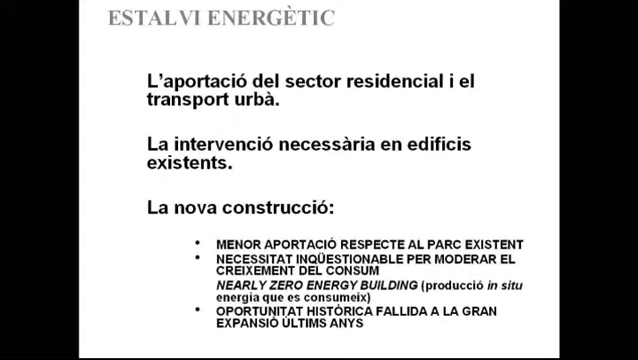 ESTALVI ENERGÈTIC
L'aportació del sector residencial i el
transport urbà.
La intervenció necessària en edificis
existents.
La nova construcció:
• MENOR APORTACIÓ RESPECTE AL PARC EXISTENT
• NECESSITAT INQÜESTIONABLE PER MODERAR EL
CREIXEMENT DEL CONSUM
NEARLY ZERO ENERGY BUILDING (producció in situ
energia que es consumeix)
• OPORTUNITAT HISTÒRICA FALLIDA A LA GRAN
EXPANSIÓ ÚLTIMS ANYS